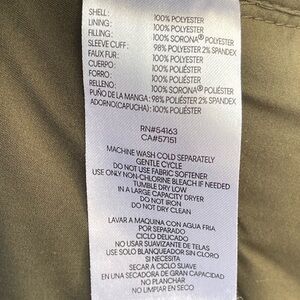 SHELL: 100% POLYESTER
LINING: 100% POLYESTER
FILLING: 100% SORONA® POLYESTER
SLEEVE CUFF: 98% POLYESTER 2% SPANDEX
FAUX FUR: 100% POLYESTER
CUERPO: 100% POLIÉSTER
FORRO: 100% POLIÉSTER
RELLENO: 100% SORONA® POLIÉSTER
PUÑO DE LA MANGA: 98% POLIÉSTER 2% SPANDEX
ADORNO(CAPUCHA): 100% POLIÉSTER
RN#54163
CA#57151
MACHINE WASH COLD SEPARATELY
GENTLE CYCLE
DO NOT USE FABRIC SOFTENER
USE ONLY NON-CHLORINE BLEACH IF NEEDED
TUMBLE DRY LOW
IN A LARGE CAPACITY DRYER
DO NOT IRON
DO NOT DRY CLEAN
LAVAR A MAQUINA CON AGUA FRIA
POR SEPARADO
CICLO DELICADO
NO USAR SUAVIZANTE DE TELAS
USE SOLO BLANQUEADOR SIN CLORO
SI NECESITA
SECAR A CICLO SUAVE
EN UNA SECADORA DE GRAN CAPACIDAD
NO PLANCHAR
NO LIMPIAR EN SECO